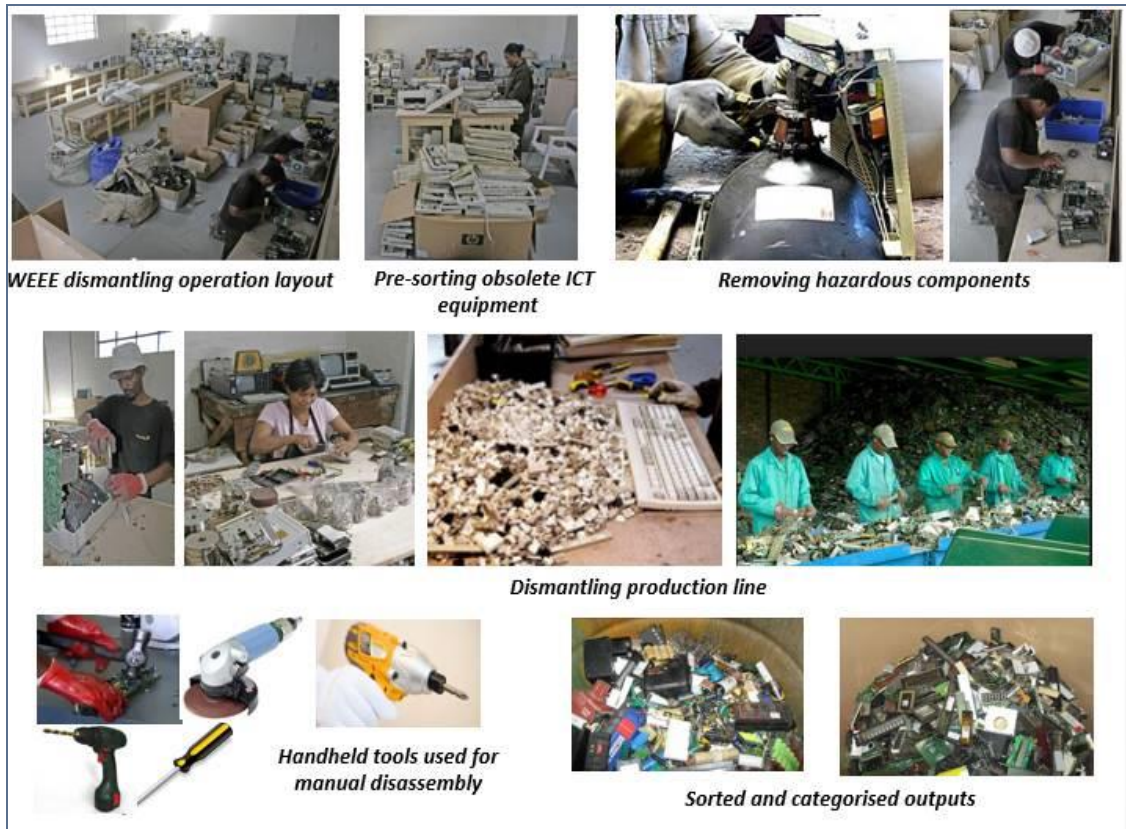 WEEE dismantling operation layout
Pre-sorting obsolete ICT
equipment
Removing hazardous components
hp
Dismantling production line
Handheld tools used for
manual disassembly
Sorted and categorised outputs